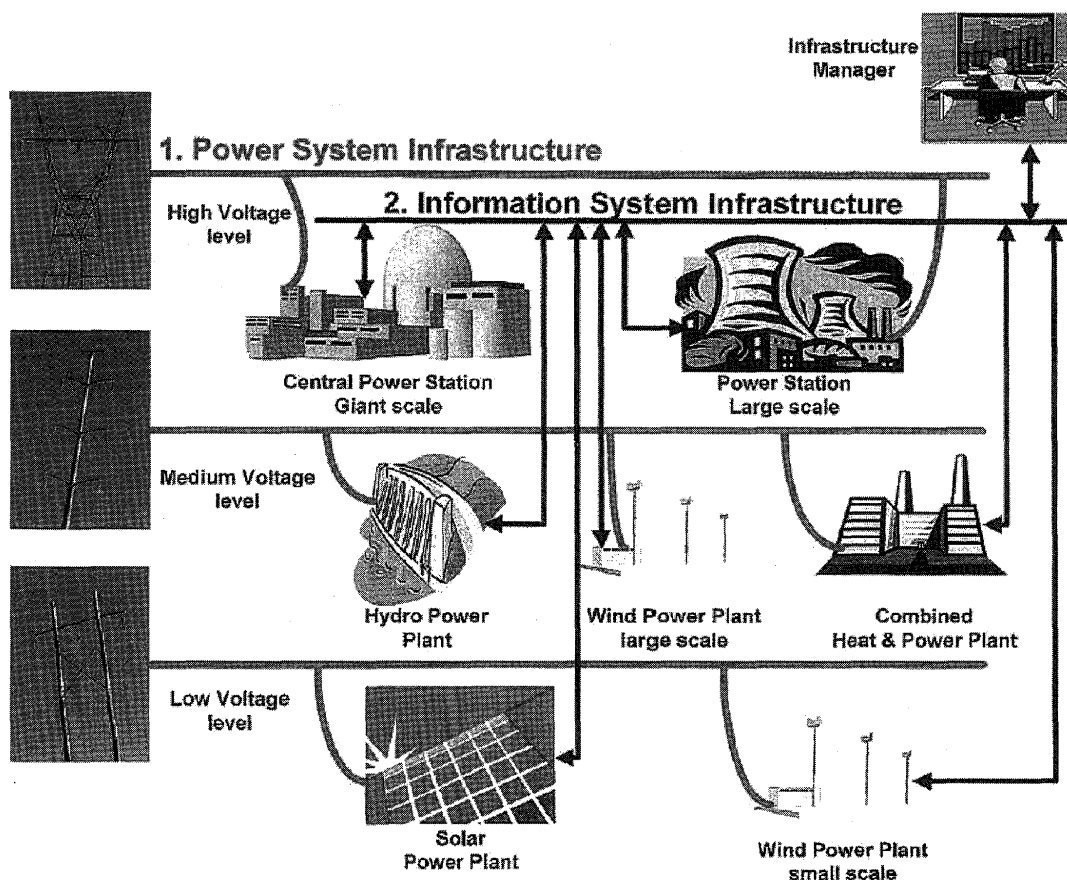 Infrastructure
Manager
1. Power System Infrastructure
High Voltage
level
2. Information System Infrastructure
Central Power Station
Giant scale
Power Station
Large scale
Medium Voltage
level
Hydro Power
Plant
Wind Power Plant
large scale
Combined
Heat & Power Plant
Low Voltage
level
Solar
Power Plant
Wind Power Plant
small scale